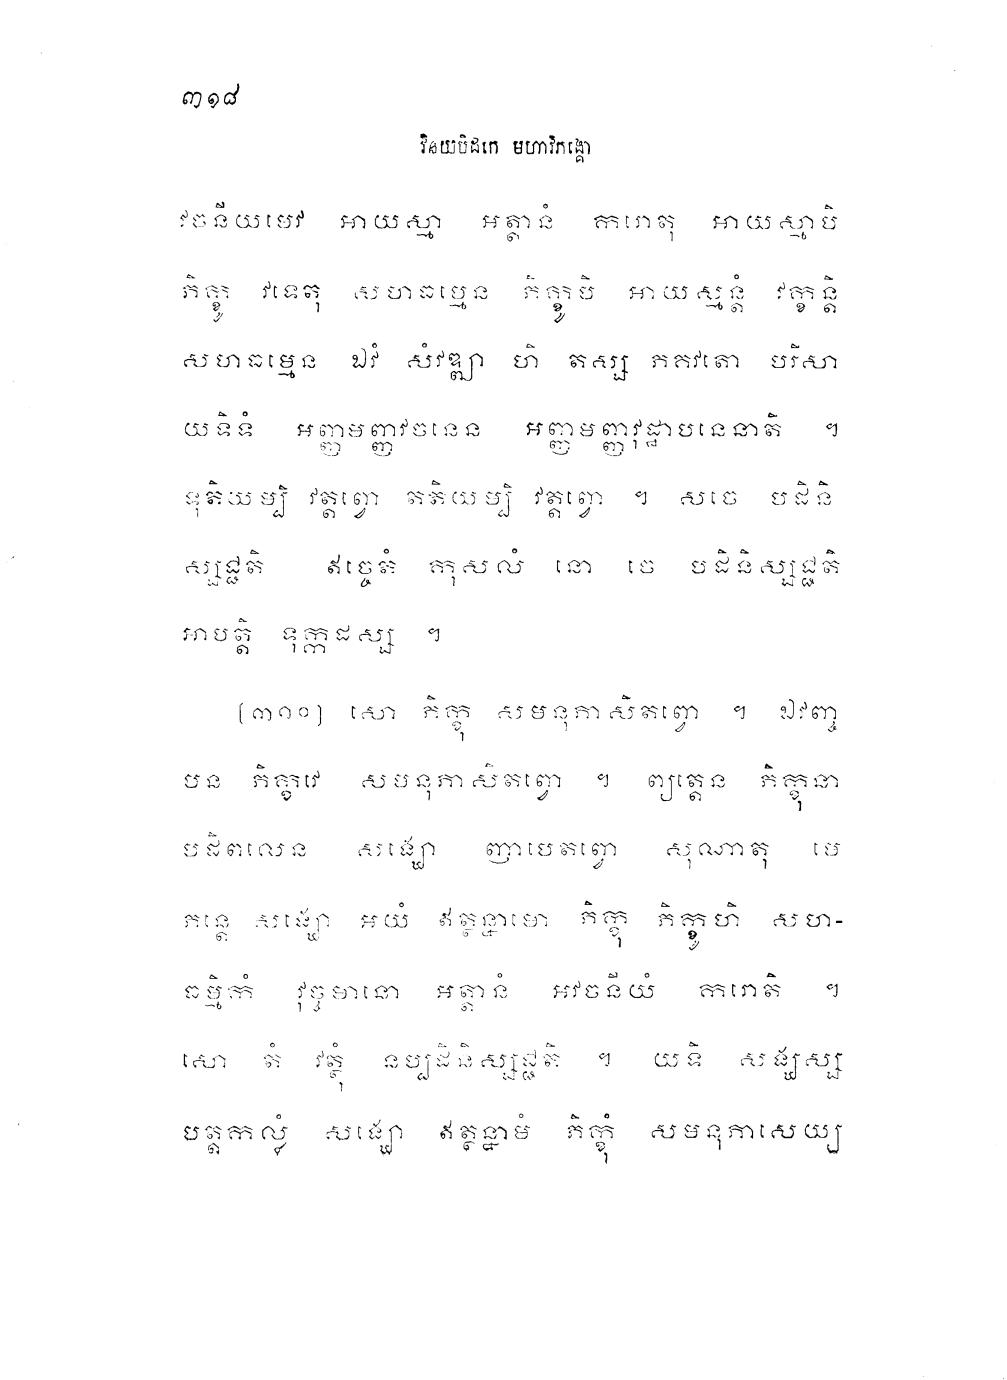 ៣១៨
វិនយបិដកេ មហាវិភង្គោ
វចនីយមេវ អាយស្មា អត្តានំ ករោតុ អាយស្មាបិ
ភិក្ខូ វទេតុ សហធម្មេន ភិក្ខូបិ អាយស្មន្តំ វក្ខន្តិ
សហធម្មេន ឯវំ សំវឌ្ឍា ហិ តស្ស ភគវតោ បរិសា
យទិទំ អញ្ញមញ្ញវចនេន អញ្ញមញ្ញវុដ្ឋាបនេនាតិ ។
ទុតិយម្បិ វត្តព្វោ តតិយម្បិ វត្តព្វោ ។ សចេ បដិនិ
ស្សជ្ជតិ ឥច្ចេតំ កុសលំ នោ ចេ បដិនិស្សជ្ជតិ
អាបត្តិ ទុក្កដស្ស ។
(៣១០) សោ ភិក្ខុ សមនុភាសិតព្វោ ។ ឯវញ្ច
បន ភិក្ខវេ សមនុភាសិតព្វោ ។ ព្យត្តេន ភិក្ខុនា
បដិពលេន សង្ឃោ ញាបេតព្វោ សុណាតុ មេ
ភន្តេ សង្ឃោ អយំ ឥត្ថន្នាមោ ភិក្ខុ ភិក្ខូហិ សហ-
ធម្មិកំ វុច្ចមានោ អត្តានំ អវចនីយំ ករោតិ ។
សោ តំ វត្ថុំ នប្បដិនិស្សជ្ជតិ ។ យទិ សង្ឃស្ស
បត្តកល្លំ សង្ឃោ ឥត្ថន្នាមំ ភិក្ខុំ សមនុភាសេយ្យ